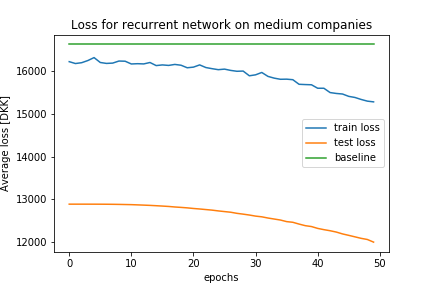 Loss for recurrent network on medium companies
Average loss [DKK]
16000
15000
14000
13000
12000
train loss
test loss
baseline
0
10
20
30
40
50
epochs